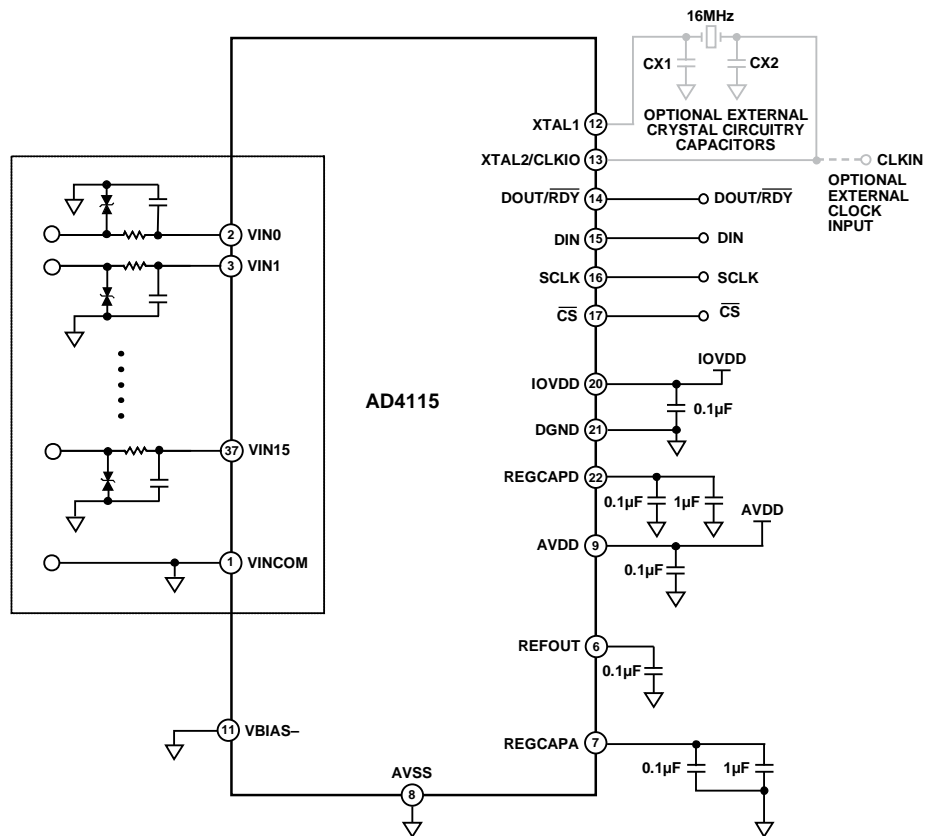 16MHz
CX1
CX2
OPTIONAL EXTERNAL
CRYSTAL CIRCUITRY
CAPACITORS
XTAL1
12
XTAL2/CLKIO
13
CLKIN
OPTIONAL
EXTERNAL
CLOCK
INPUT
DOUT/RDY
14
DOUT/RDY
2
VIN0
DIN
15
DIN
3
VIN1
SCLK
16
SCLK
CS
17
CS
IOVDD
IOVDD
20
0.1µF
AD4115
DGND
21
37
VIN15
REGCAPD
22
0.1µF
1µF
AVDD
AVDD
9
0.1µF
1
VINCOM
REFOUT
6
0.1µF
11
VBIAS–
REGCAPA
7
0.1µF
1µF
AVSS
8